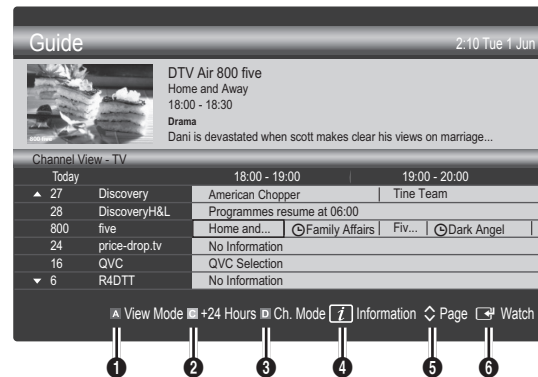 Guide
2:10 Tue 1 Jun
DTV Air 800 five
Home and Away
18:00 - 18:30
Drama
Dani is devastated when scott makes clear his views on marriage...
800 five
Channel View - TV
Today 18:00 - 19:00 19:00 - 20:00
▲ 27 Discovery American Chopper Tine Team
28 DiscoveryH&L Programmes resume at 06:00
800 five Home and... Family Affairs Fiv... Dark Angel
24 price-drop.tv No Information
16 QVC QVC Selection
▼ 6 R4DTT No Information
A View Mode C +24 Hours D Ch. Mode i Information Page Watch
1 2 3 4 5 6